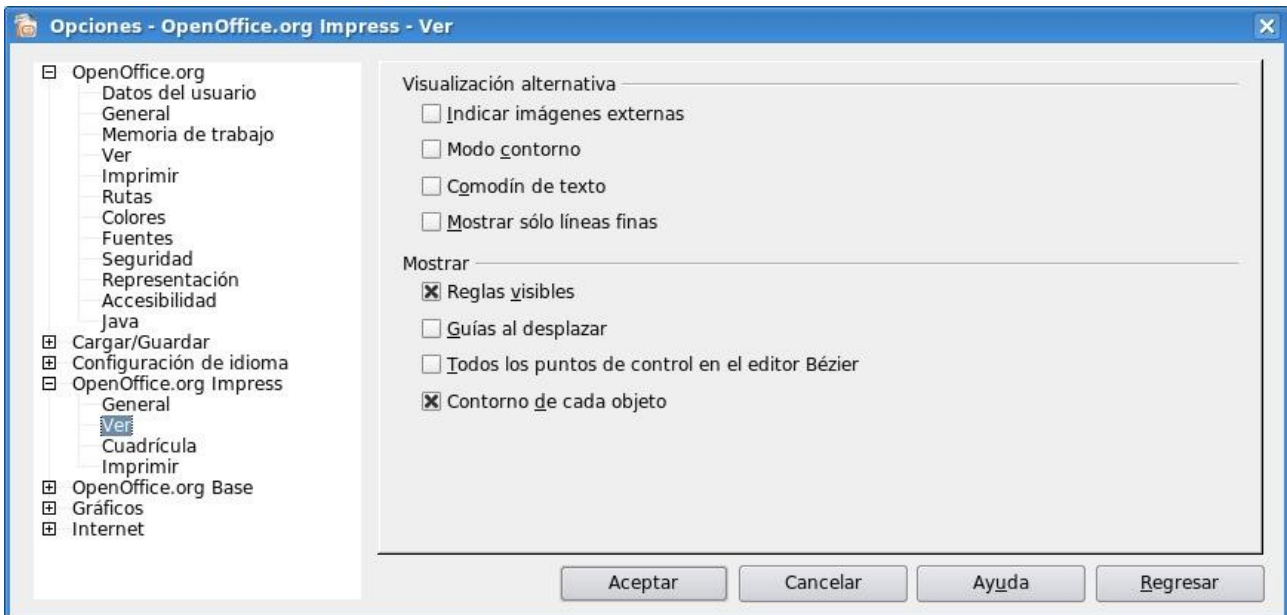 Opciones - OpenOffice.org Impress - Ver
OpenOffice.org
Datos del usuario
General
Memoria de trabajo
Ver
Imprimir
Rutas
Colores
Fuentes
Seguridad
Representación
Accesibilidad
Java
Cargar/Guardar
Configuración de idioma
OpenOffice.org Impress
General
Ver
Cuadrícula
Imprimir
OpenOffice.org Base
Gráficos
Internet
Visualización alternativa
Indicar imágenes externas
Modo contorno
Comodín de texto
Mostrar sólo líneas finas
Mostrar
Reglas visibles
Guías al desplazar
Todos los puntos de control en el editor Bézier
Contorno de cada objeto
Aceptar
Cancelar
Ayuda
Regresar